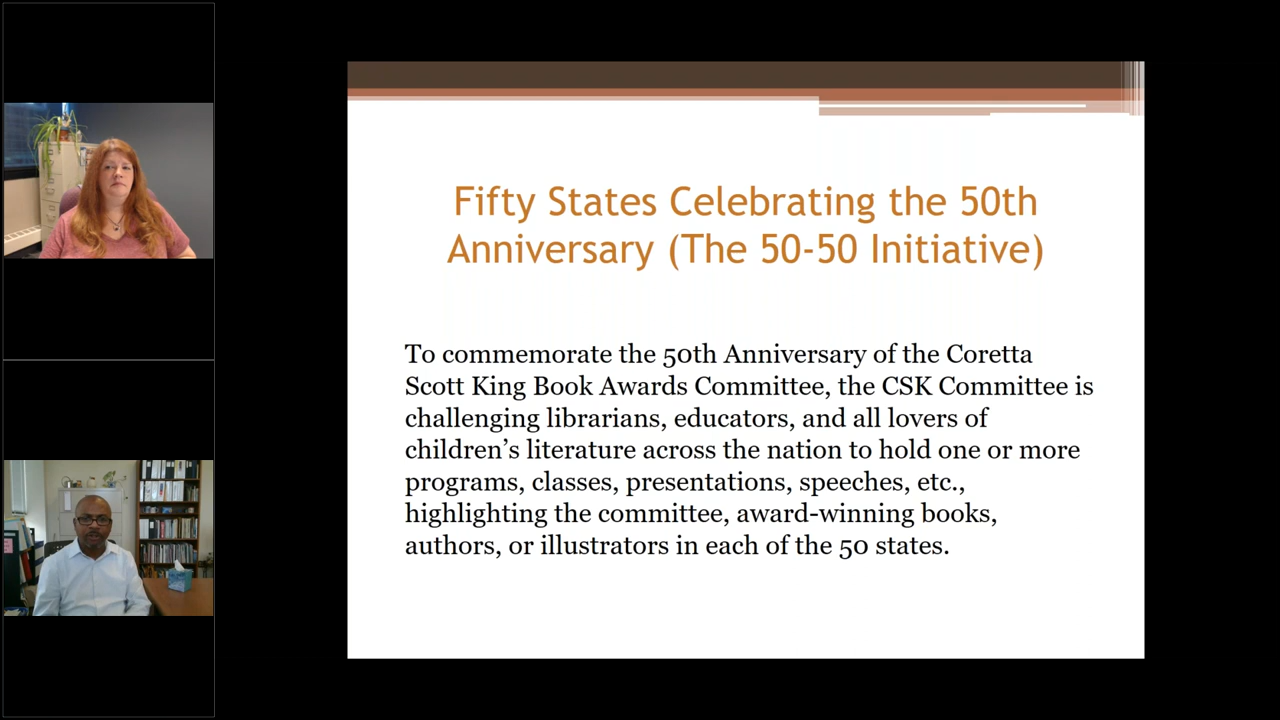 Fifty States Celebrating the 50th
Anniversary (The 50-50 Initiative)
To commemorate the 50th Anniversary of the Coretta
Scott King Book Awards Committee, the CSK Committee is
challenging librarians, educators, and all lovers of
children’s literature across the nation to hold one or more
programs, classes, presentations, speeches, etc.,
highlighting the committee, award-winning books,
authors, or illustrators in each of the 50 states.